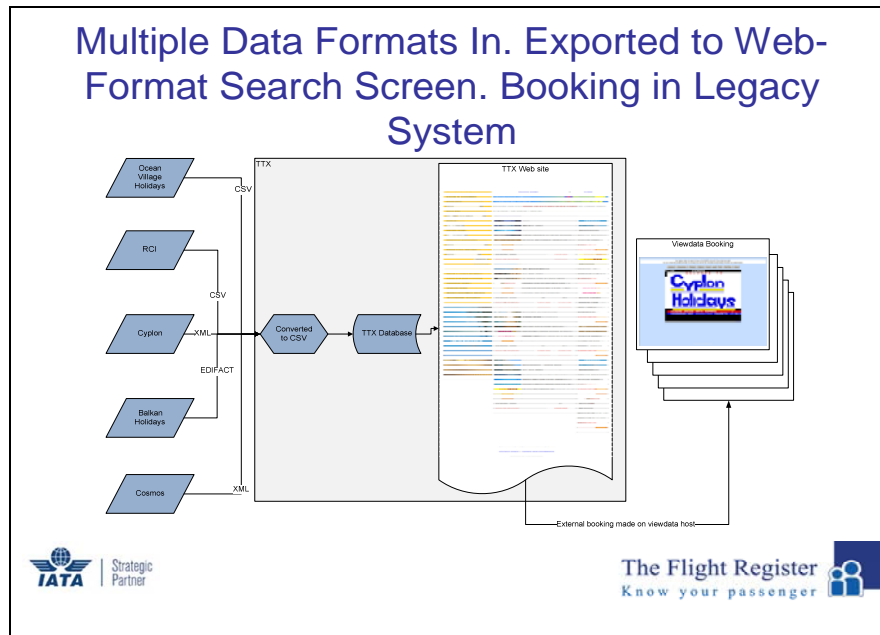 Multiple Data Formats In. Exported to Web-
Format Search Screen. Booking in Legacy
System
TTX
TTX Web site
Ocean
Village
Holidays
CSV
RCI
CSV
Viewdata Booking
Cyplon
Holidays
Cyplon
XML
Converted
to CSV
TTX Database
EDIFACT
Balkan
Holidays
Cosmos
XML
External booking made on viewdata host
IATA
Strategic
Partner
The Flight Register
Know your passenger